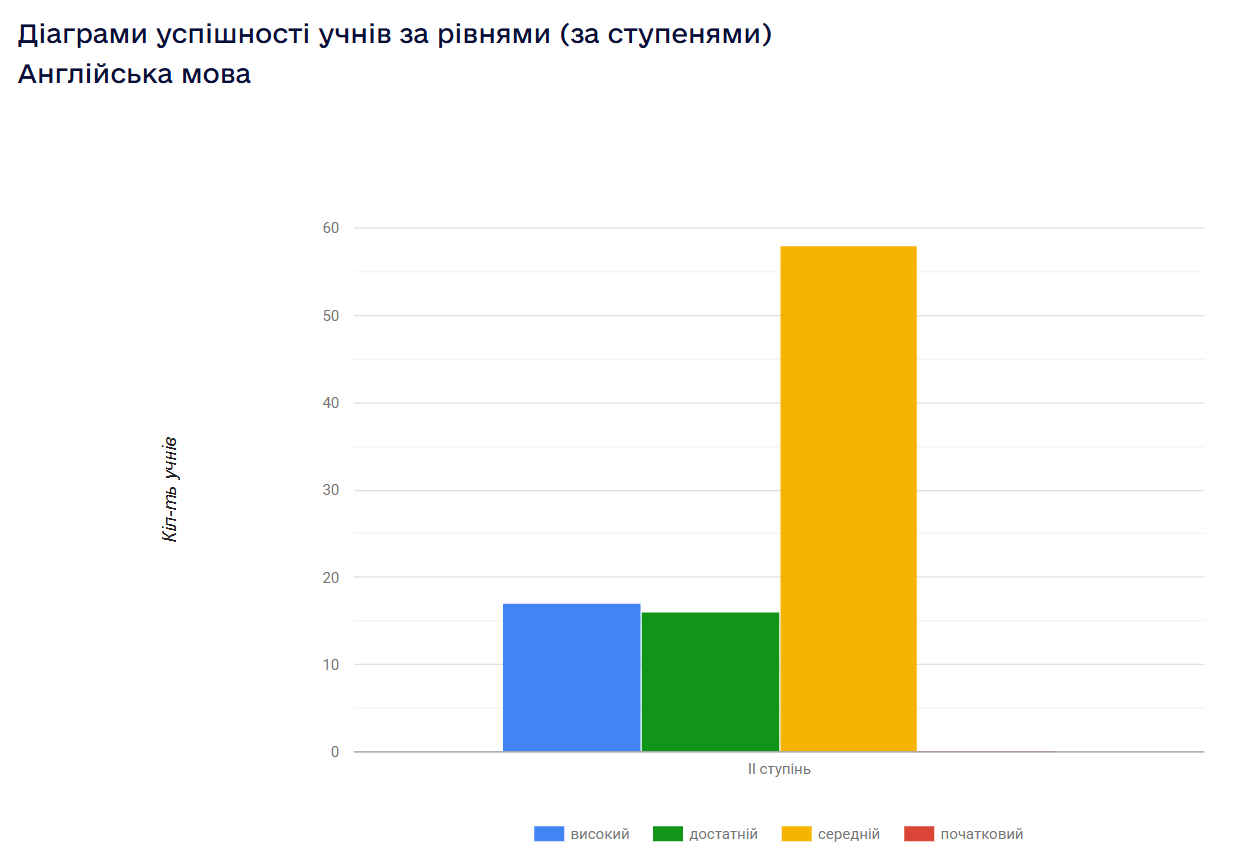 Діаграми успішності учнів за рівнями (за ступенями)
Англійська мова
60
50
40
30
20
10
0
Кіл-ть учнів
ІІ ступінь
високий
достатній
середній
початковий